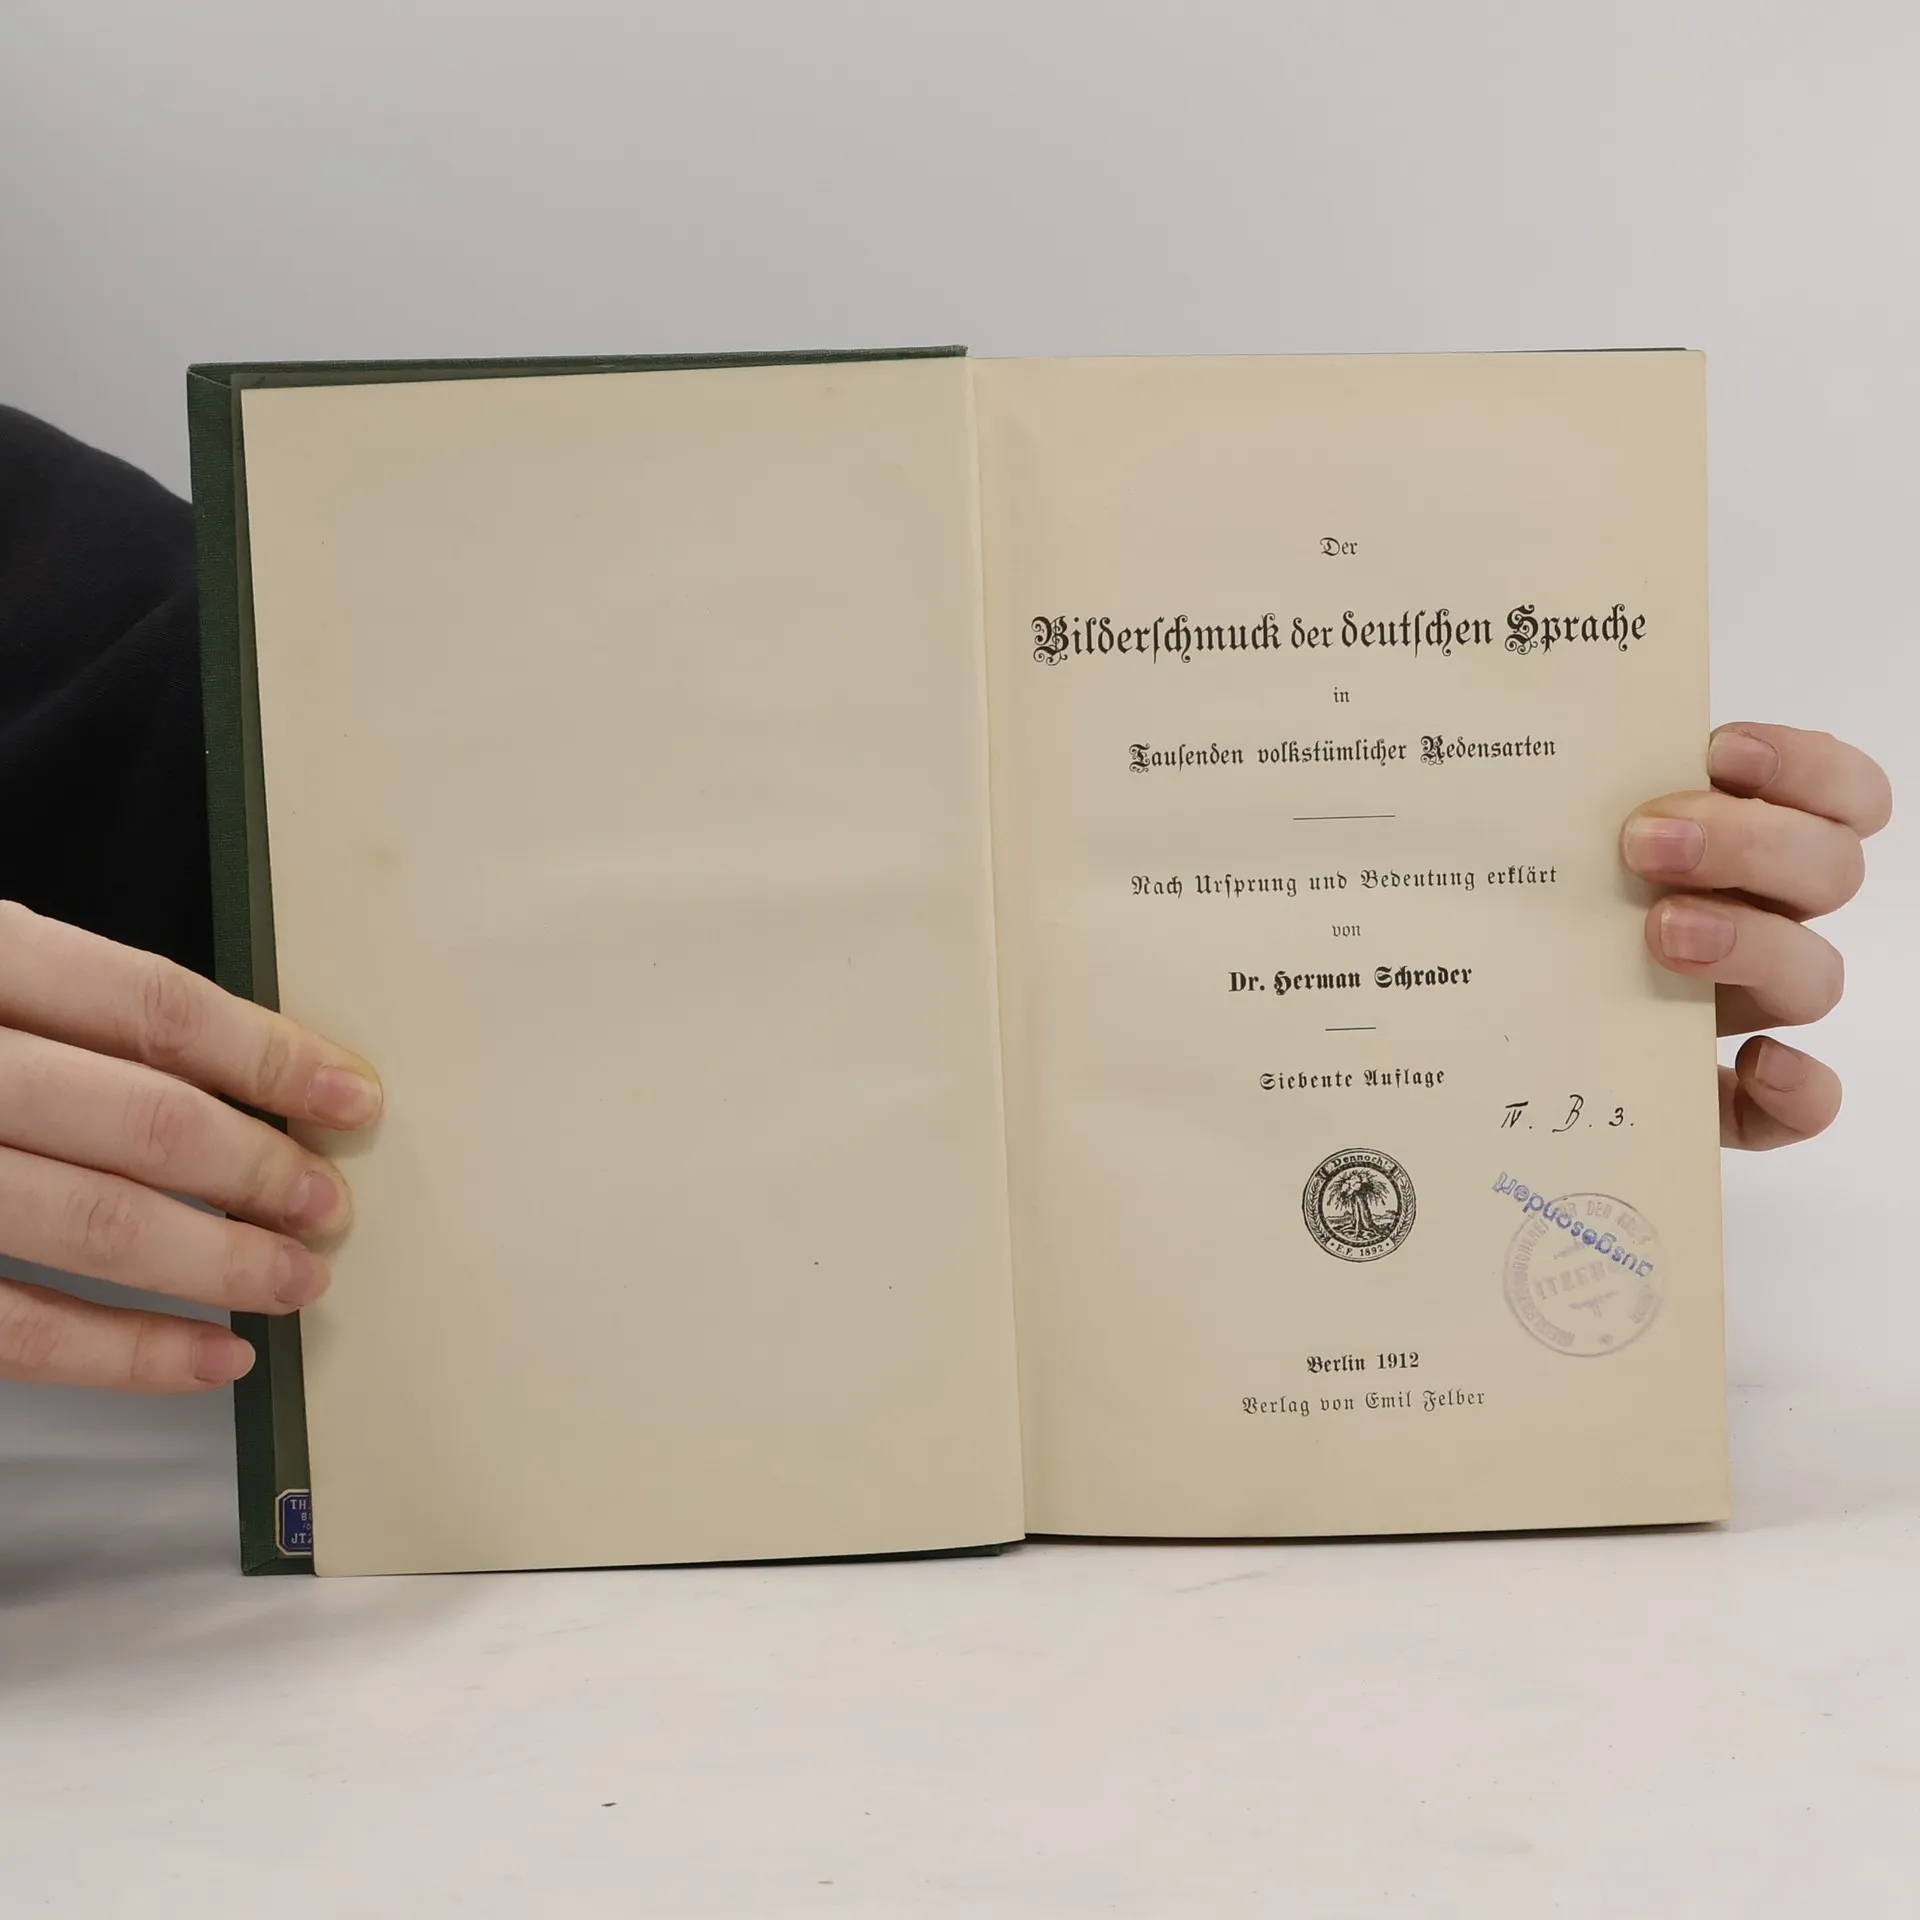 Der
Bilderſchmuck der deutſchen Sprache
in
Tauſenden volkstümlicher Redensarten
Nach Urſprung und Bedeutung erklärt
von
Dr. Herman Schrader
Siebente Auflage
IV. B. 3.
Dennoch!
E.F. 1892
ausgesondert
Berlin 1912
Verlag von Emil Felber
TH.